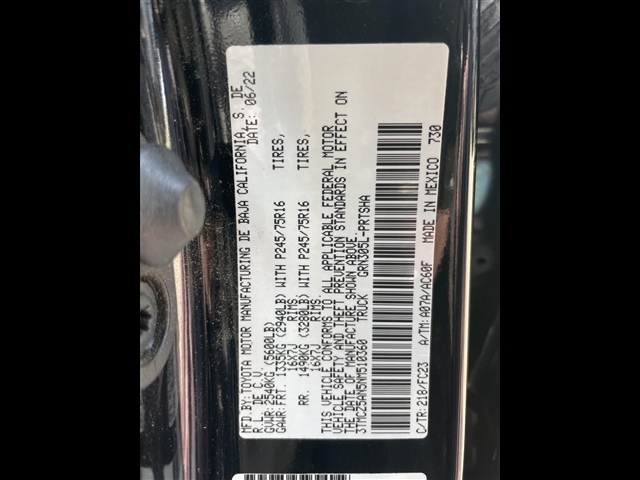 MFD. BY: TOYOTA MOTOR MANUFACTURING DE BAJA CALIFORNIA, S. DE
R. L. DE C.V. DATE: 06/22
GVWR: 2540KG (5600LB)
GAWR: FRT. 1335KG (2940LB) WITH P245/75R16 TIRES,
16X7J RIMS,
RR. 1490KG (3280LB) WITH P245/75R16 TIRES,
16X7J RIMS.
THIS VEHICLE CONFORMS TO ALL APPLICABLE FEDERAL MOTOR
VEHICLE SAFETY AND THEFT PREVENTION STANDARDS IN EFFECT ON
THE DATE OF MANUFACTURE SHOWN ABOVE.
3TMCZ5AN5NM510360 TRUCK GRN305L-PRTSHA
C/TR: 218/FC23 A/TM: A07A/AC60F MADE IN MEXICO 730